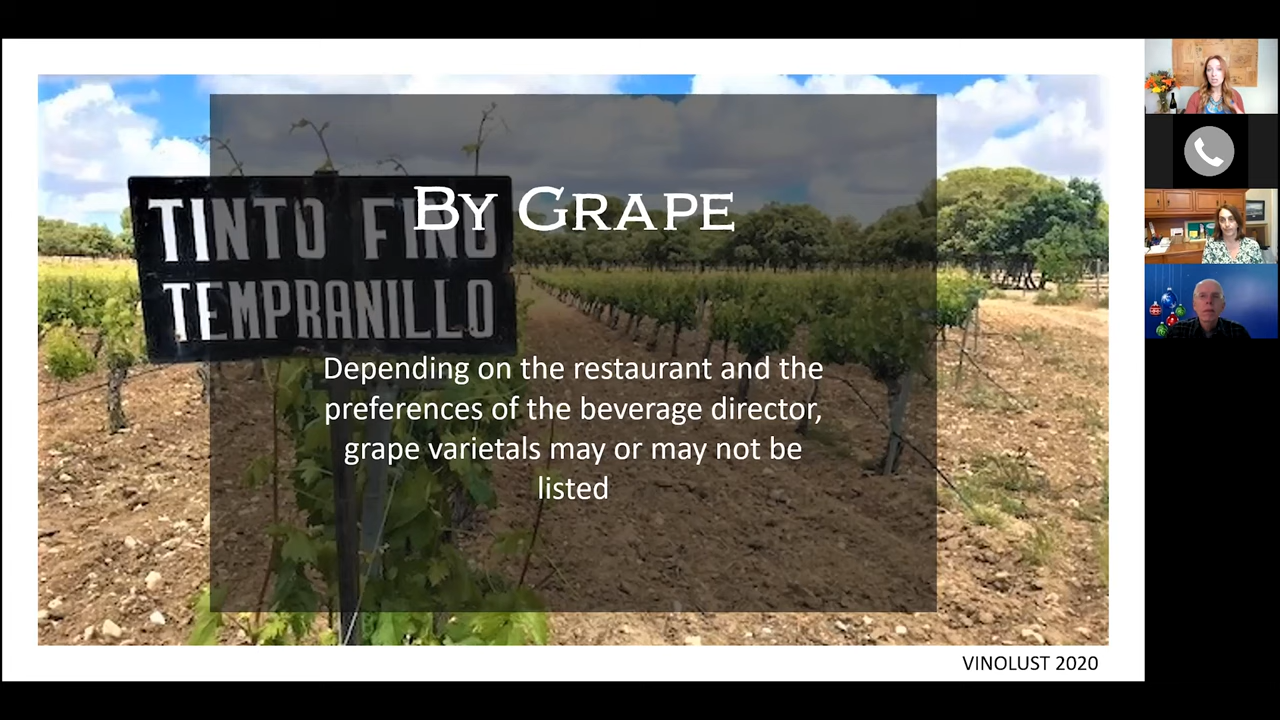 By Grape
TINTO FINO
TEMPRANILLO
Depending on the restaurant and the
preferences of the beverage director,
grape varietals may or may not be
listed
VINOLUST 2020